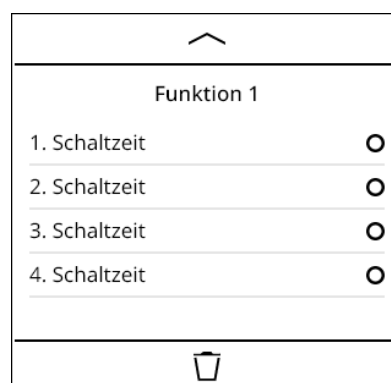 Funktion 1
1. Schaltzeit
2. Schaltzeit
3. Schaltzeit
4. Schaltzeit